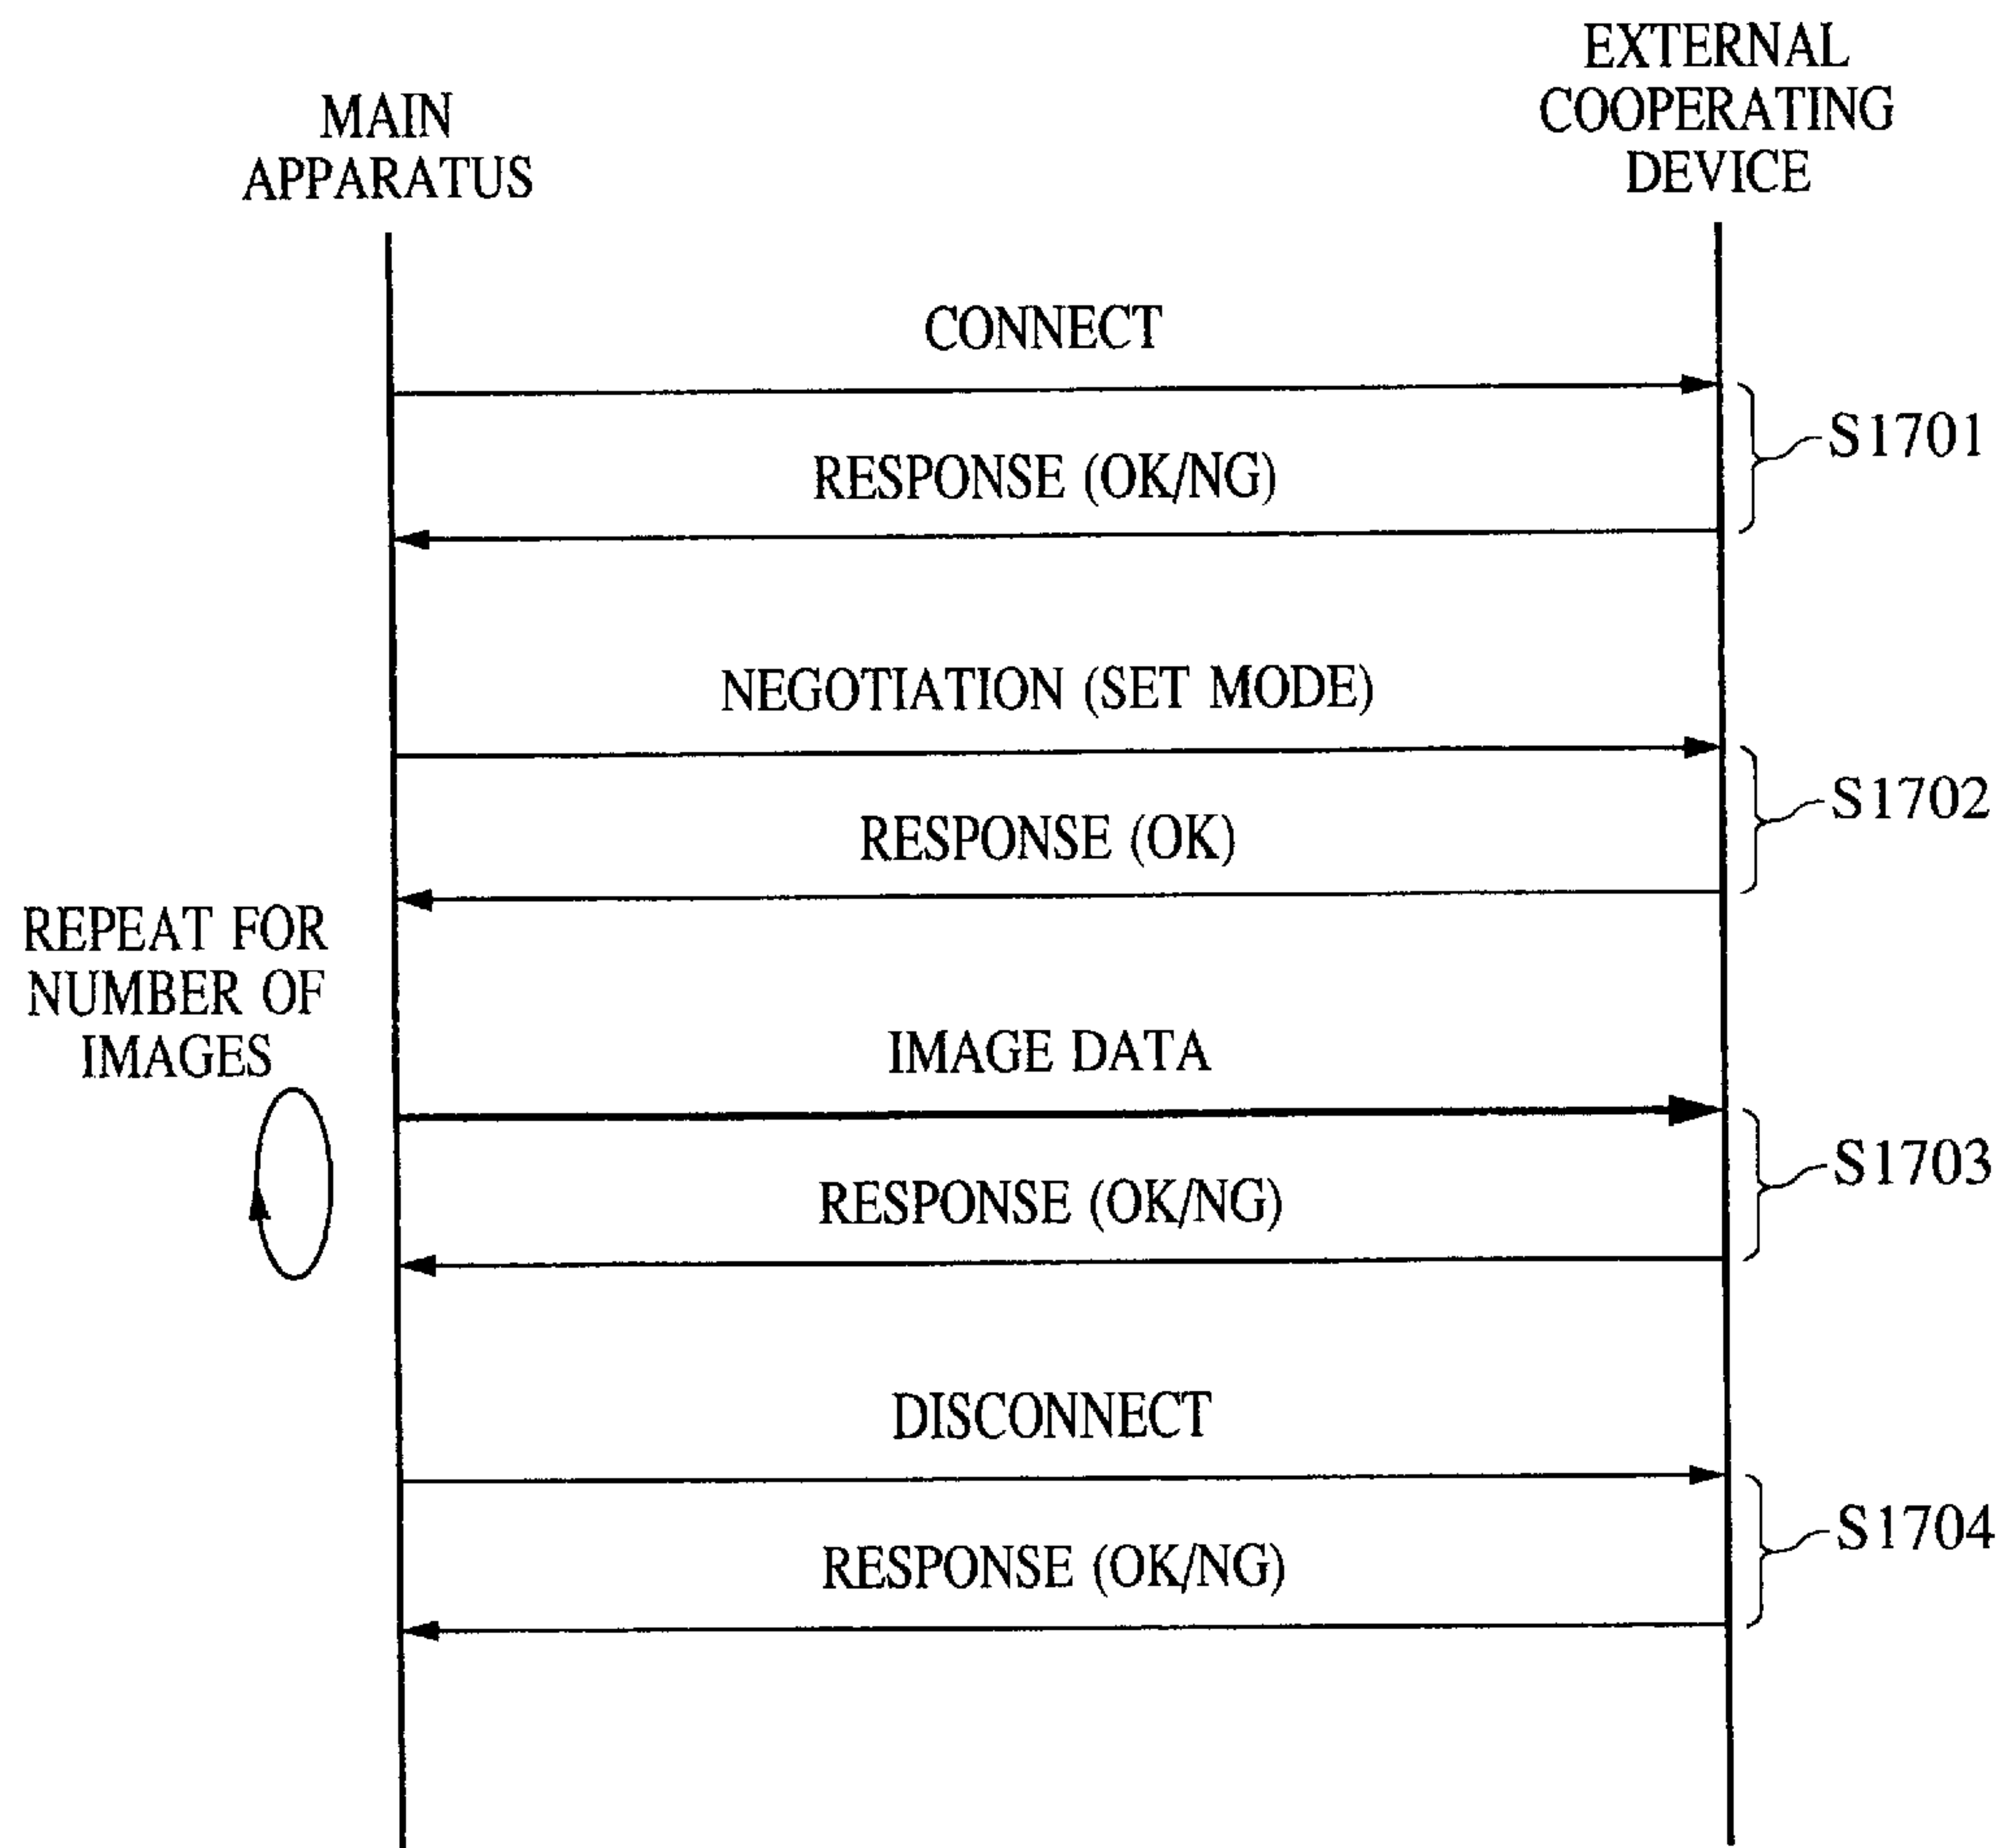 MAIN
APPARATUS
EXTERNAL
COOPERATING
DEVICE
CONNECT
S1701
RESPONSE (OK/NG)
NEGOTIATION (SET MODE)
S1702
RESPONSE (OK)
REPEAT FOR
NUMBER OF
IMAGES
IMAGE DATA
S1703
RESPONSE (OK/NG)
DISCONNECT
S1704
RESPONSE (OK/NG)